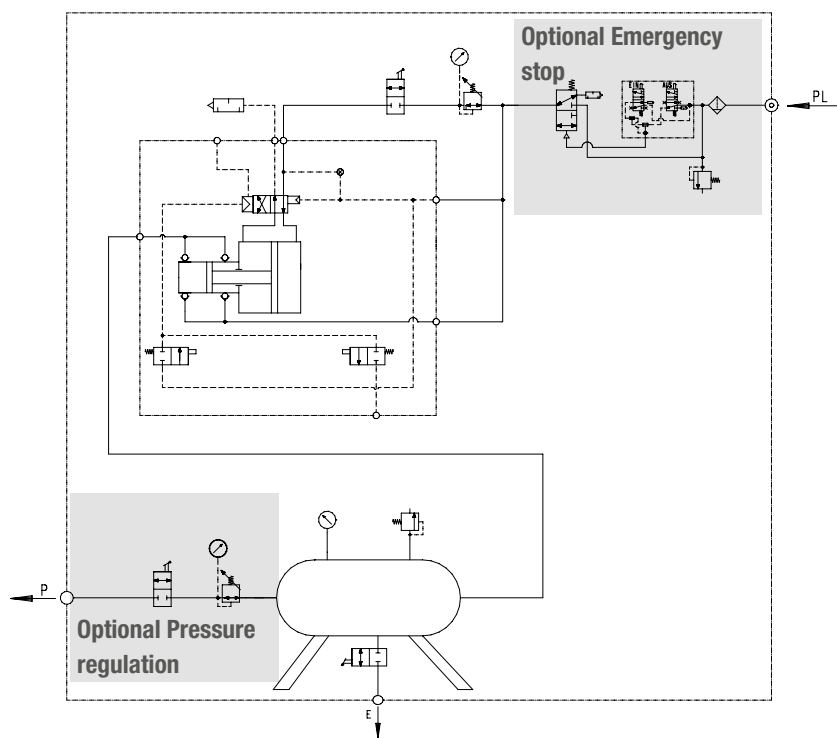 Optional Emergency
stop
PL
P
Optional Pressure
regulation
E